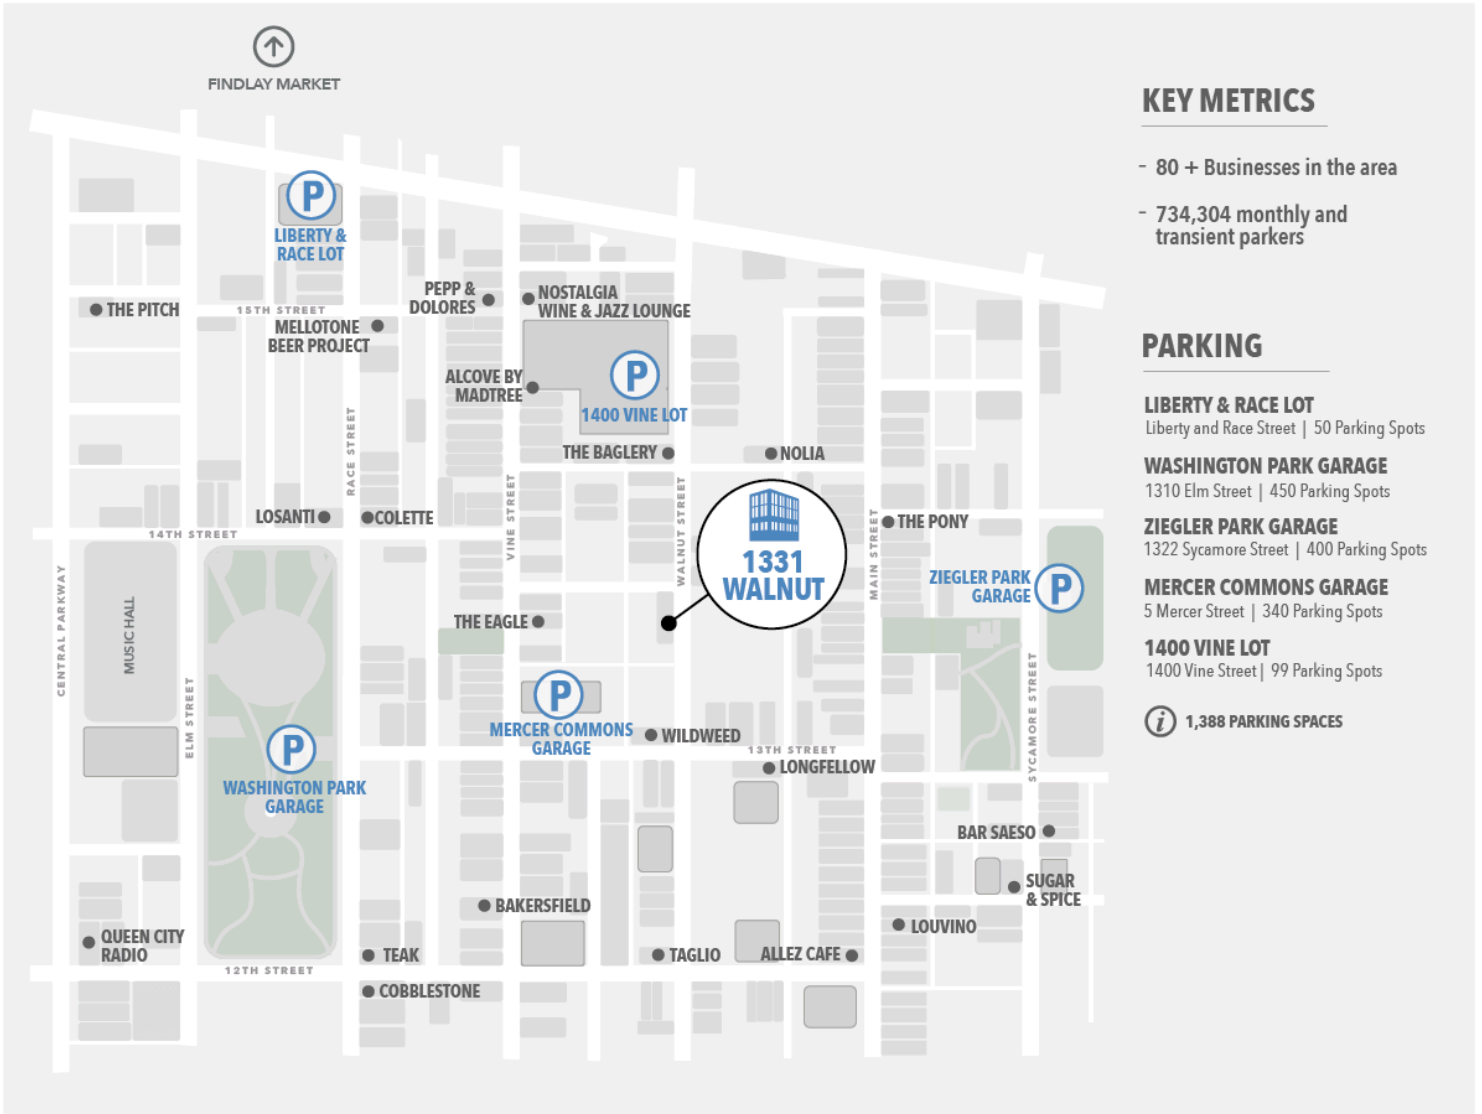 FINDLAY MARKET
P
LIBERTY &
RACE LOT
THE PITCH
15TH STREET
MELLOTONE
BEER PROJECT
PEPP &
DOLORES
NOSTALGIA
WINE & JAZZ LOUNGE
P
ALCOVE BY
MADTREE
1400 VINE LOT
THE BAGLERY
NOLIA
RACE STREET
LOSANTI
COLETTE
14TH STREET
VINE STREET
WALNUT STREET
1331
WALNUT
MAIN STREET
THE PONY
ZIEGLER PARK
GARAGE
P
CENTRAL PARKWAY
MUSIC HALL
ELM STREET
THE EAGLE
P
MERCER COMMONS
GARAGE
WILDWEED
13TH STREET
LONGFELLOW
SYCAMORE STREET
P
WASHINGTON PARK
GARAGE
BAR SAESO
SUGAR
& SPICE
BAKERSFIELD
LOUVINO
QUEEN CITY
RADIO
TEAK
TAGLIO
ALLEZ CAFE
12TH STREET
COBBLESTONE
KEY METRICS
- 80 + Businesses in the area
- 734,304 monthly and
transient parkers
PARKING
LIBERTY & RACE LOT
Liberty and Race Street | 50 Parking Spots
WASHINGTON PARK GARAGE
1310 Elm Street | 450 Parking Spots
ZIEGLER PARK GARAGE
1322 Sycamore Street | 400 Parking Spots
MERCER COMMONS GARAGE
5 Mercer Street | 340 Parking Spots
1400 VINE LOT
1400 Vine Street | 99 Parking Spots
i 1,388 PARKING SPACES